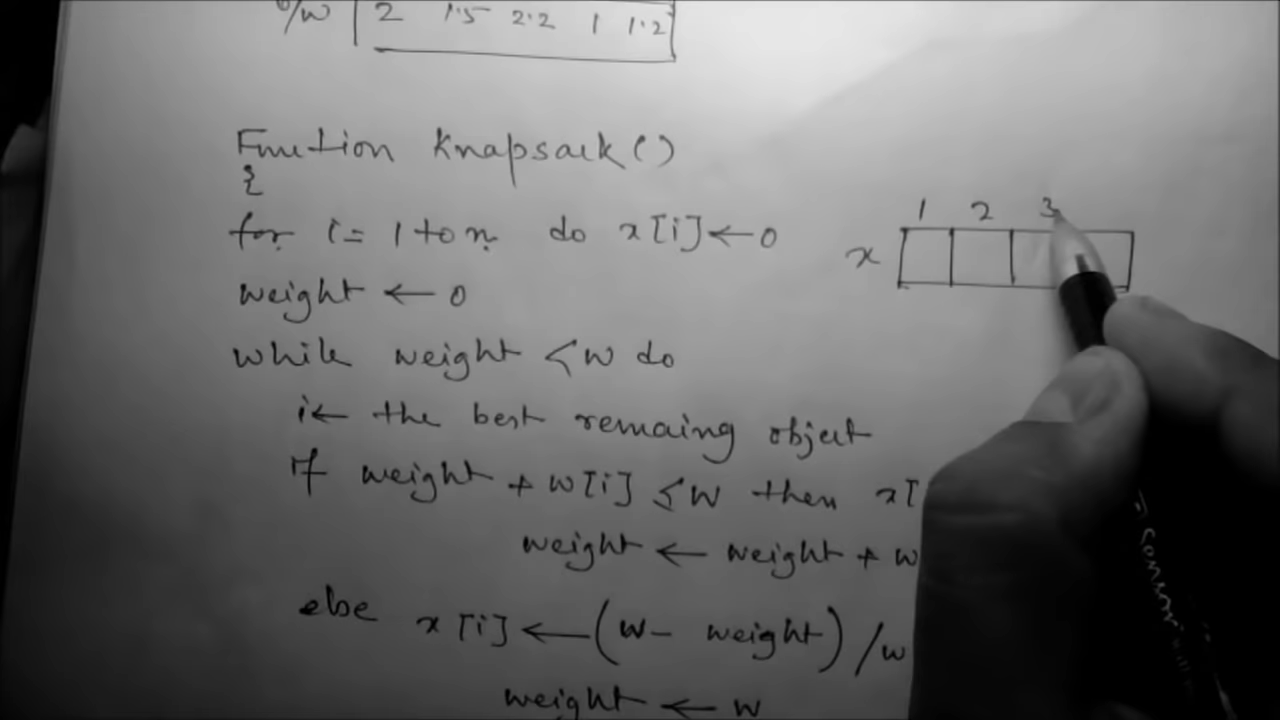 v/w 2 1.5 2.2 1 1.2
Function Knapsack()
{
for i = 1 to n do x[i] ← 0
1 2 3
x
weight ← 0
while weight < W do
i ← the best remaing object
if weight + w[i] ≤ W then x[
weight ← weight + w
else x[i] ← (W - weight) / w
weight ← W